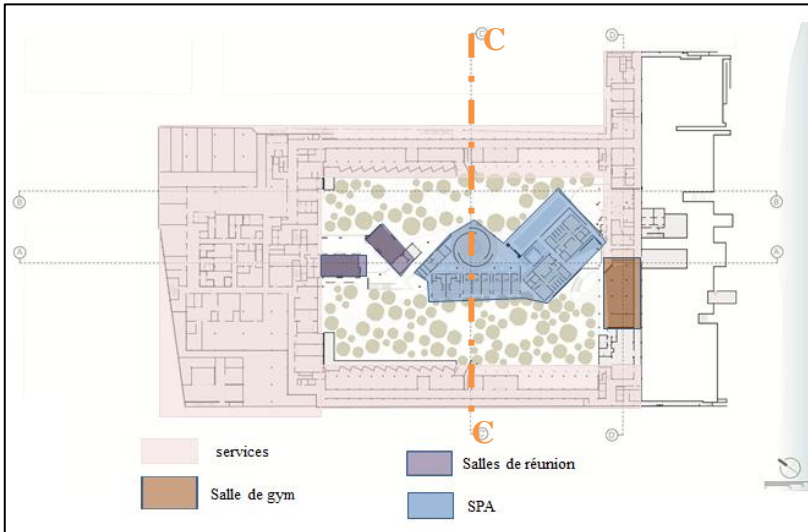 C
C
D
B
B
A
A
C
C
D
services
Salles de réunion
Salle de gym
SPA